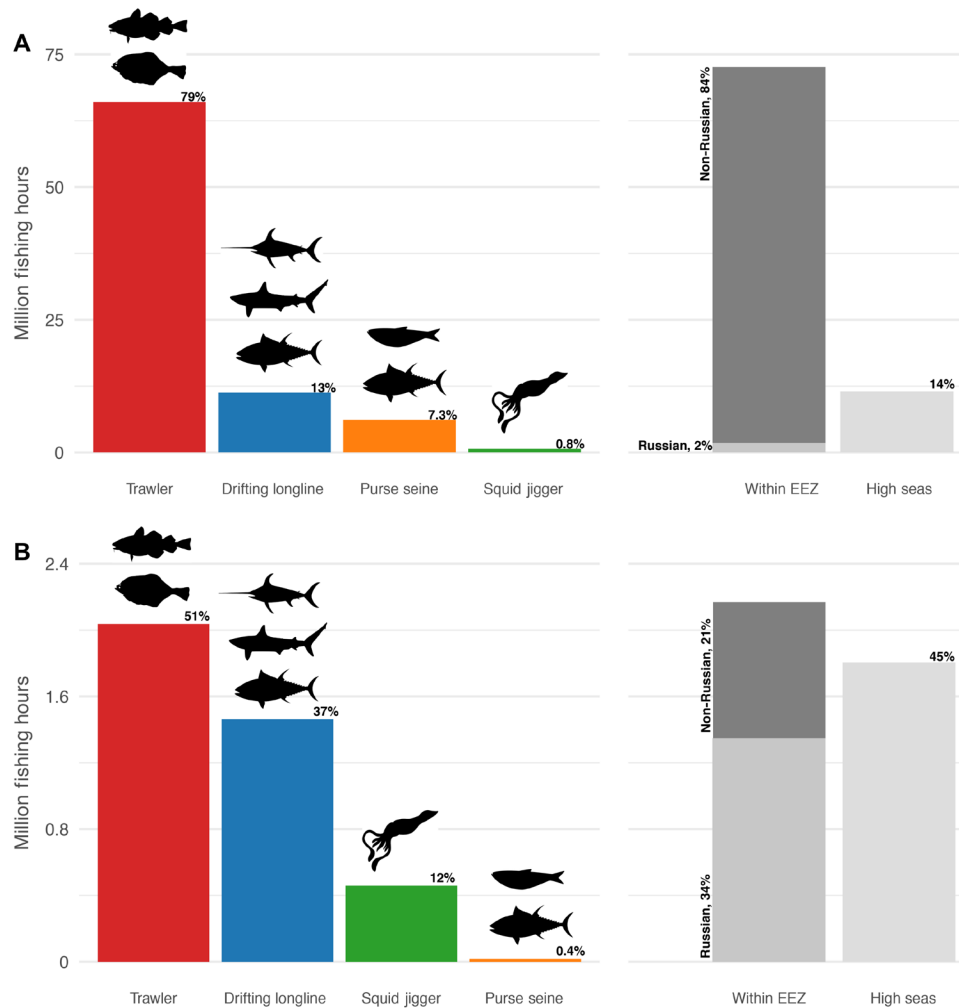 A
Million fishing hours
75
50
25
0
79%
13%
7.3%
0.8%
Trawler
Drifting longline
Purse seine
Squid jigger
Non-Russian, 84%
Russian, 2%
14%
Within EEZ
High seas
B
Million fishing hours
2.4
1.6
0.8
0
51%
37%
12%
0.4%
Trawler
Drifting longline
Squid jigger
Purse seine
Non-Russian, 21%
Russian, 34%
45%
Within EEZ
High seas